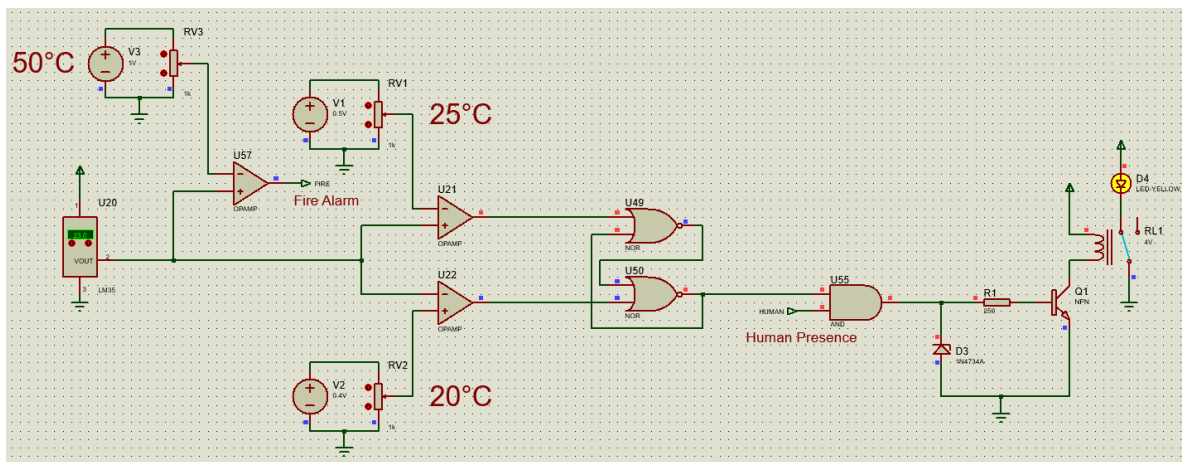 50°C
RV3
V3
1V
1k
RV1
V1
0.5V
1k
25°C
U57
OPAMP
FIRE
Fire Alarm
U20
1
23.0
VOUT
2
3
LM35
U21
OPAMP
U22
OPAMP
RV2
V2
0.4V
1k
20°C
U49
NOR
U50
NOR
U55
AND
HUMAN
Human Presence
D3
1N4734A
R1
250
Q1
NPN
D4
LED-YELLOW
RL1
4V